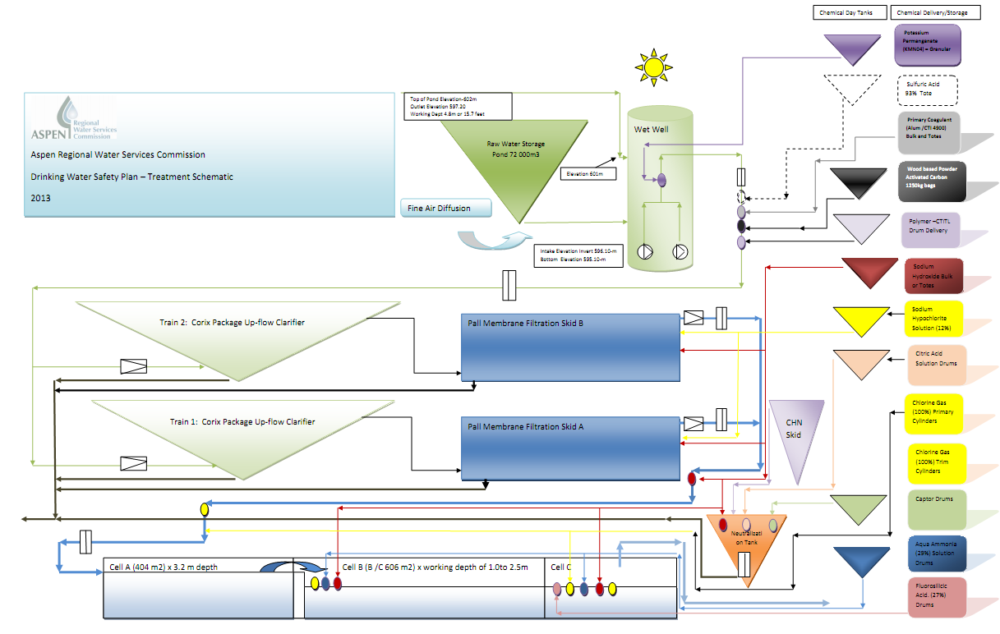 Chemical Day Tanks
Chemical Delivery/Storage
Potassium
Permangenate
(KMN04) – Granular
Sulfuric Acid
93% Tote
Primary Coagulant
(Alum /CTI 4900)
Bulk and Totes
Wood based Powder
Activated Carbon
1250kg bags
Polymer –CTITL
Drum Delivery
Sodium
Hydroxide Bulk
or Totes
Sodium
Hypochlorite
Solution (12%)
Citric Acid
Solution Drums
Chlorine Gas
(100%) Primary
Cylinders
Chlorine Gas
(100%) Trim
Cylinders
Captor Drums
Aqua Ammonia
(29%) Solution
Drums
Fluorosilicic
Acid. (27%)
Drums
ASPEN
Regional
Water Services
Commission
Aspen Regional Water Services Commission
Drinking Water Safety Plan – Treatment Schematic
2013
Top of Pond Elevation-602m
Outlet Elevation 597.20
Working Dept 4.8m or 15.7 feet
Raw Water Storage
Pond 72 000m3
Fine Air Diffusion
Elevation 601m
Intake Elevation Invert 596.10-m
Bottom Elevation 595.10-m
Wet Well
Train 2: Corix Package Up-flow Clarifier
Pall Membrane Filtration Skid B
Train 1: Corix Package Up-flow Clarifier
Pall Membrane Filtration Skid A
CHN
Skid
Neutralizati
on Tank
Cell A (404 m2) x 3.2 m depth
Cell B (B /C 606 m2) x working depth of 1.0to 2.5m
Cell C